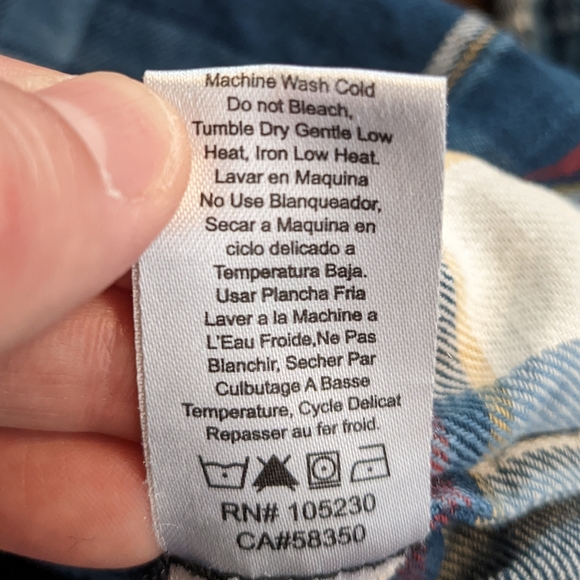 Machine Wash Cold
Do not Bleach,
Tumble Dry Gentle Low
Heat, Iron Low Heat.
Lavar en Maquina
No Use Blanqueador,
Secar a Maquina en
ciclo delicado a
Temperatura Baja.
Usar Plancha Fria
Laver a la Machine a
L'Eau Froide,Ne Pas
Blanchir, Secher Par
Culbutage A Basse
Temperature, Cycle Delicat
Repasser au fer froid.
RN# 105230
CA#58350